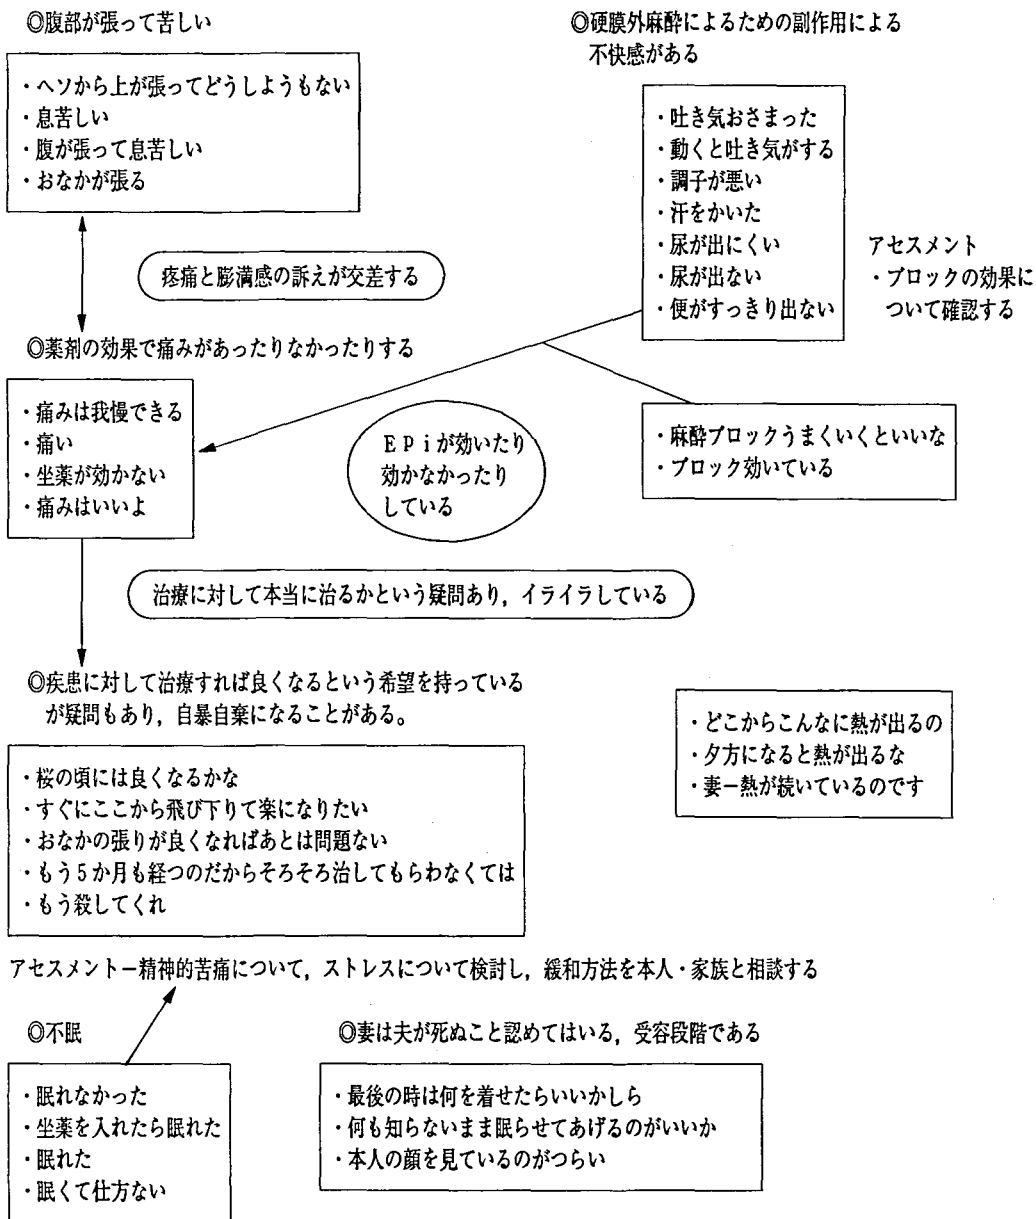 ◎腹部が張って苦しい
・ヘソから上が張ってどうしようもない
・息苦しい
・腹が張って息苦しい
・おなかが張る
疼痛と膨満感の訴えが交差する
◎硬膜外麻酔によるための副作用による
不快感がある
・吐き気おさまった
・動くと吐き気がする
・調子が悪い
・汗をかいた
・尿が出にくい
・尿が出ない
・便がすっきり出ない
アセスメント
・ブロックの効果に
ついて確認する
◎薬剤の効果で痛みがあったりなかったりする
・痛みは我慢できる
・痛い
・坐薬が効かない
・痛みはいいよ
EPiが効いたり
効かなかったり
している
・麻酔ブロックうまくいくといいな
・ブロック効いている
治療に対して本当に治るかという疑問あり，イライラしている
◎疾患に対して治療すれば良くなるという希望を持っている
が疑問もあり，自暴自棄になることがある。
・桜の頃には良くなるかな
・すぐにここから飛び下りて楽になりたい
・おなかの張りが良くなればあとは問題ない
・もう5か月も経つのだからそろそろ治してもらわなくては
・もう殺してくれ
・どこからこんなに熱が出るの
・夕方になると熱が出るな
・妻－熱が続いているのです
アセスメント－精神的苦痛について，ストレスについて検討し，緩和方法を本人・家族と相談する
◎不眠
・眠れなかった
・坐薬を入れたら眠れた
・眠れた
・眠くて仕方ない
◎妻は夫が死ぬこと認めてはいる，受容段階である
・最後の時は何を着せたらいいかしら
・何も知らないまま眠らせてあげるのがいいか
・本人の顔を見ているのがつらい